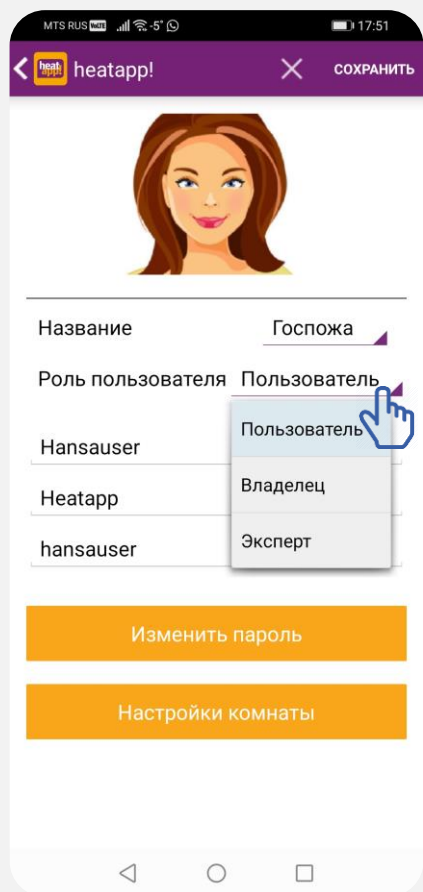 MTS RUS VoLTE -5° 17:51
heat app! heatapp! СОХРАНИТЬ
Название Госпожа
Роль пользователя Пользователь
Пользователь
Hansauser
Владелец
Heatapp
Эксперт
hansauser
Изменить пароль
Настройки комнаты